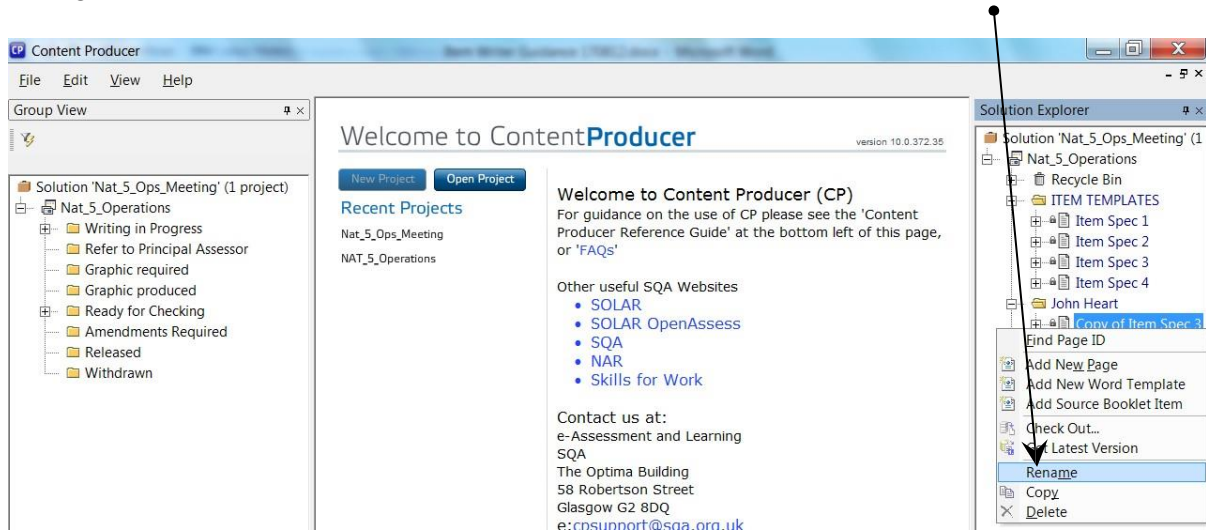 CP Content Producer
File Edit View Help
Group View
Solution 'Nat_5_Ops_Meeting' (1 project)
Nat_5_Operations
Writing in Progress
Refer to Principal Assessor
Graphic required
Graphic produced
Ready for Checking
Amendments Required
Released
Withdrawn
Welcome to ContentProducer
version 10.0.372.35
New Project Open Project
Recent Projects
Nat_5_Ops_Meeting
NAT_5_Operations
Welcome to Content Producer (CP)
For guidance on the use of CP please see the 'Content
Producer Reference Guide' at the bottom left of this page,
or 'FAQs'
Other useful SQA Websites
• SOLAR
• SOLAR OpenAssess
• SQA
• NAR
• Skills for Work
Contact us at:
e-Assessment and Learning
SQA
The Optima Building
58 Robertson Street
Glasgow G2 8DQ
e:cpsupport@sqa.org.uk
Solution Explorer
Solution 'Nat_5_Ops_Meeting' (1
Nat_5_Operations
Recycle Bin
ITEM TEMPLATES
Item Spec 1
Item Spec 2
Item Spec 3
Item Spec 4
John Heart
Copy of Item Spec 3
Find Page ID
Add New Page
Add New Word Template
Add Source Booklet Item
Check Out...
Get Latest Version
Rename
Copy
Delete